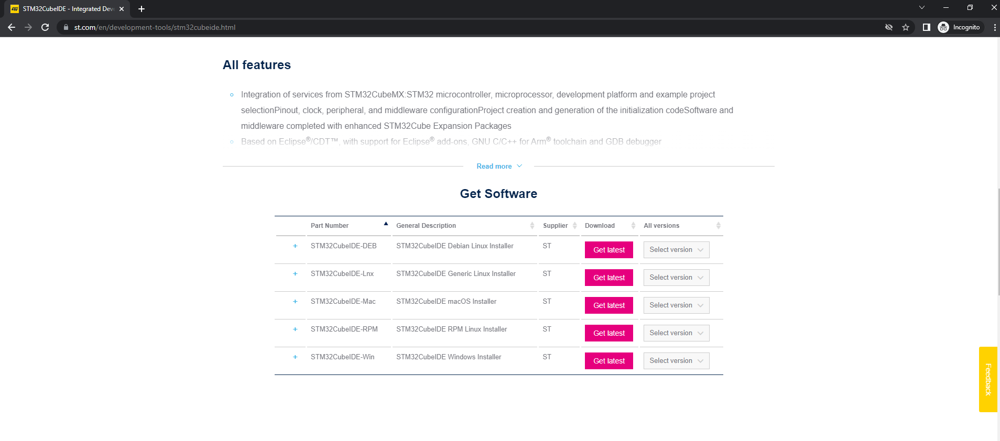 STM32CubeIDE - Integrated Deve
st.com/en/development-tools/stm32cubeide.html
Incognito
All features
Integration of services from STM32CubeMX:STM32 microcontroller, microprocessor, development platform and example project
selectionPinout, clock, peripheral, and middleware configurationProject creation and generation of the initialization codeSoftware and
middleware completed with enhanced STM32Cube Expansion Packages
Based on Eclipse®/CDT™, with support for Eclipse® add-ons, GNU C/C++ for Arm® toolchain and GDB debugger
Read more
Get Software
Part Number General Description Supplier Download All versions
+ STM32CubeIDE-DEB STM32CubeIDE Debian Linux Installer ST Get latest Select version
+ STM32CubeIDE-Lnx STM32CubeIDE Generic Linux Installer ST Get latest Select version
+ STM32CubeIDE-Mac STM32CubeIDE macOS Installer ST Get latest Select version
+ STM32CubeIDE-RPM STM32CubeIDE RPM Linux Installer ST Get latest Select version
+ STM32CubeIDE-Win STM32CubeIDE Windows Installer ST Get latest Select version
Feedback